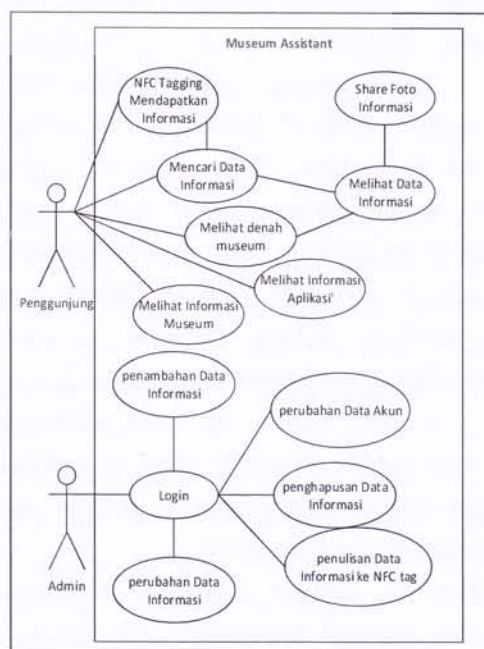 Museum Assistant
NFC Tagging
Mendapatkan
Informasi
Share Foto
Informasi
Mencari Data
Informasi
Melihat Data
Informasi
Melihat denah
museum
Melihat Informasi
Aplikasi'
Penggunjung
Melihat Informasi
Museum
penambahan Data
Informasi
perubahan Data Akun
Login
penghapusan Data
Informasi
Admin
perubahan Data
Informasi
penulisan Data
Informasi ke NFC tag